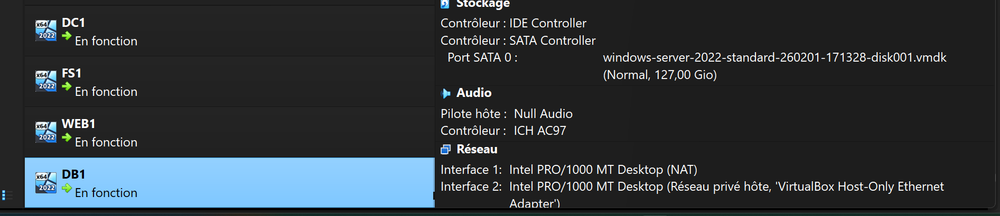 x64
2022
DC1
En fonction
x64
2022
FS1
En fonction
x64
2022
WEB1
En fonction
x64
2022
DB1
En fonction
Stockage
Contrôleur : IDE Controller
Contrôleur : SATA Controller
Port SATA 0 : windows-server-2022-standard-260201-171328-disk001.vmdk
(Normal, 127,00 Gio)
Audio
Pilote hôte : Null Audio
Contrôleur : ICH AC97
Réseau
Interface 1: Intel PRO/1000 MT Desktop (NAT)
Interface 2: Intel PRO/1000 MT Desktop (Réseau privé hôte, 'VirtualBox Host-Only Ethernet
Adapter')